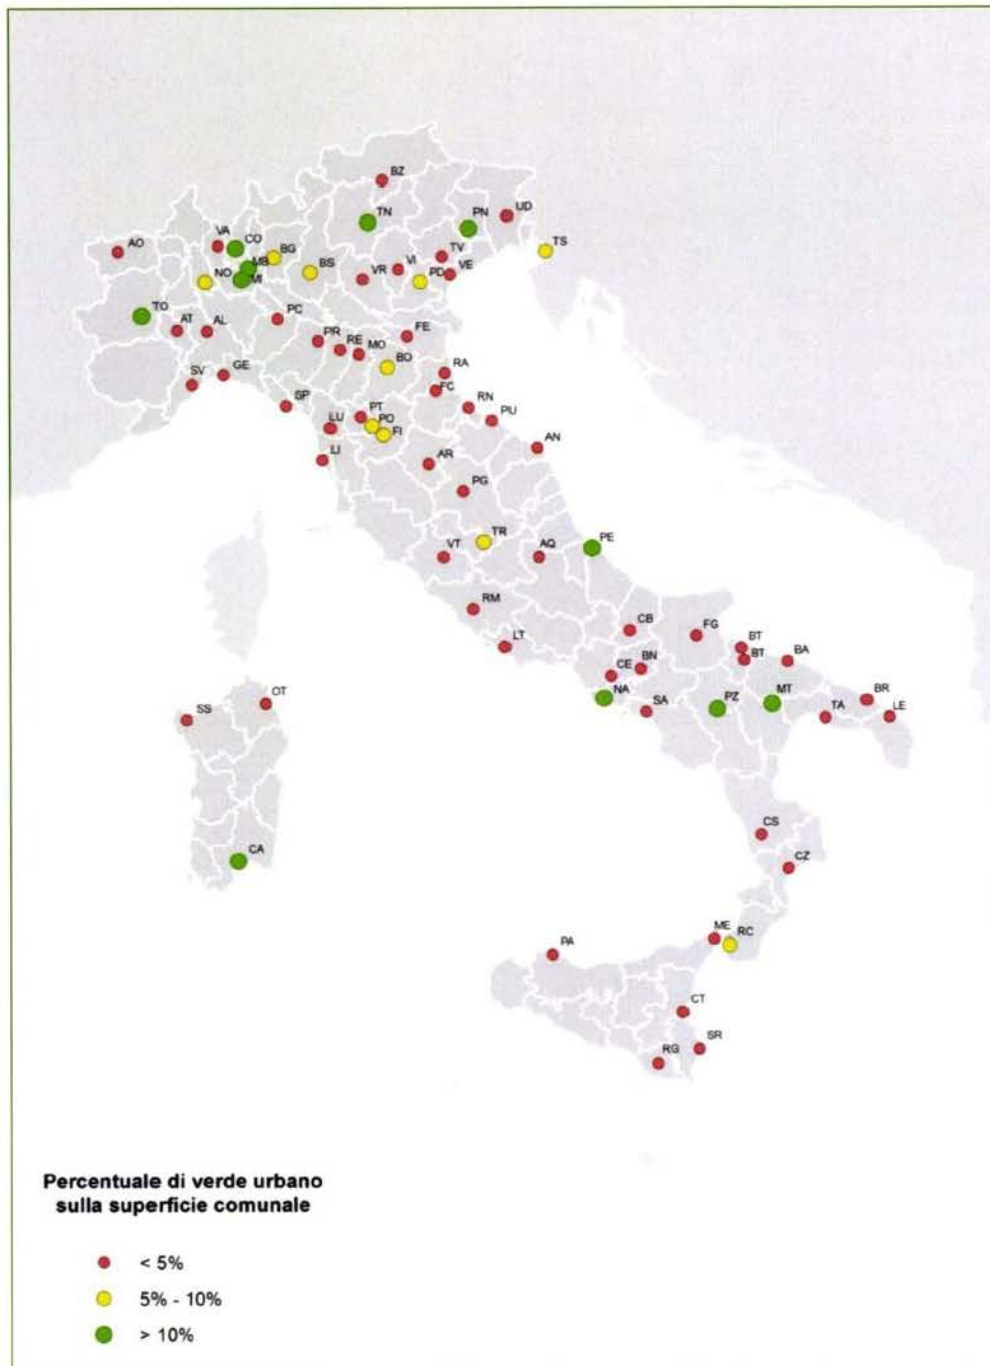 BZ
TN
PN
UD
AO
VA
CO
BG
TS
MB
MI
NO
BS
VR
VI
PD
TV
VE
TO
AT
AL
PC
PR
RE
MO
FE
BO
RA
SV
GE
SP
FC
RN
PU
LU
PT
PO
FI
AN
LI
AR
PG
TR
VT
AQ
PE
RM
LT
CB
FG
BT
BT
BA
CE
BN
NA
SA
PZ
MT
TA
BR
LE
OT
SS
CA
CS
CZ
ME
RC
PA
CT
SR
RG
Percentuale di verde urbano
sulla superficie comunale
< 5%
5% - 10%
> 10%